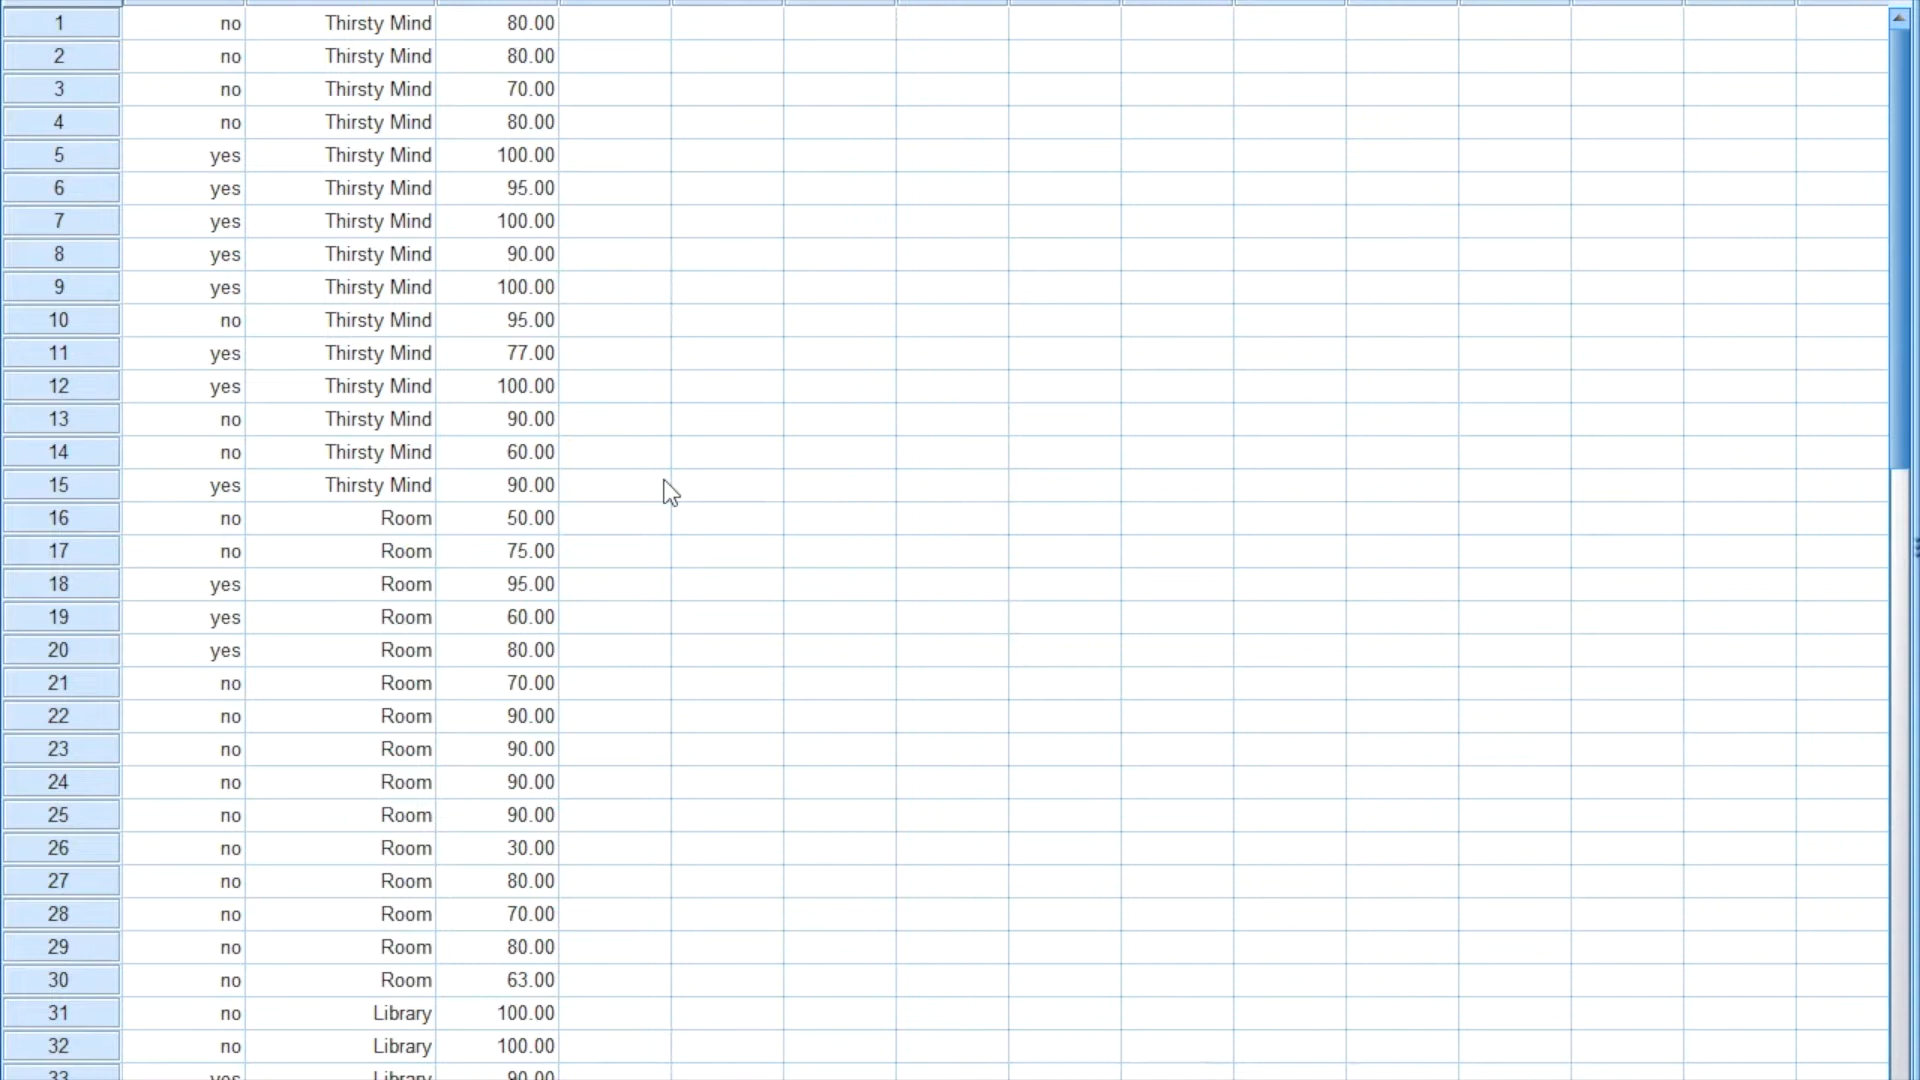 1 no Thirsty Mind 80.00
2 no Thirsty Mind 80.00
3 no Thirsty Mind 70.00
4 no Thirsty Mind 80.00
5 yes Thirsty Mind 100.00
6 yes Thirsty Mind 95.00
7 yes Thirsty Mind 100.00
8 yes Thirsty Mind 90.00
9 yes Thirsty Mind 100.00
10 no Thirsty Mind 95.00
11 yes Thirsty Mind 77.00
12 yes Thirsty Mind 100.00
13 no Thirsty Mind 90.00
14 no Thirsty Mind 60.00
15 yes Thirsty Mind 90.00
16 no Room 50.00
17 no Room 75.00
18 yes Room 95.00
19 yes Room 60.00
20 yes Room 80.00
21 no Room 70.00
22 no Room 90.00
23 no Room 90.00
24 no Room 90.00
25 no Room 90.00
26 no Room 30.00
27 no Room 80.00
28 no Room 70.00
29 no Room 80.00
30 no Room 63.00
31 no Library 100.00
32 no Library 100.00
33 yes Library 90.00